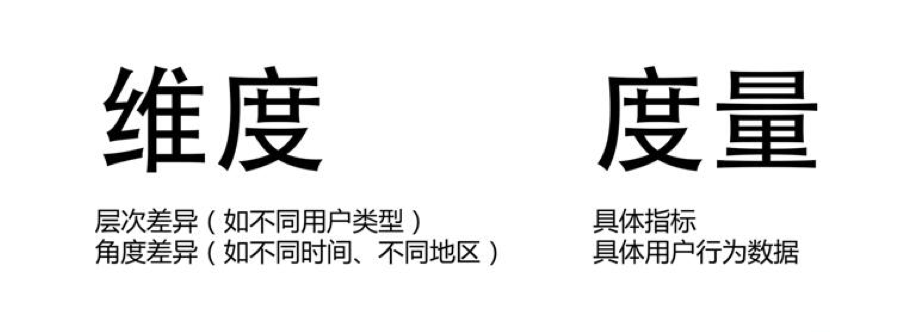 维度
层次差异（如不同用户类型）
角度差异（如不同时间、不同地区）
度量
具体指标
具体用户行为数据